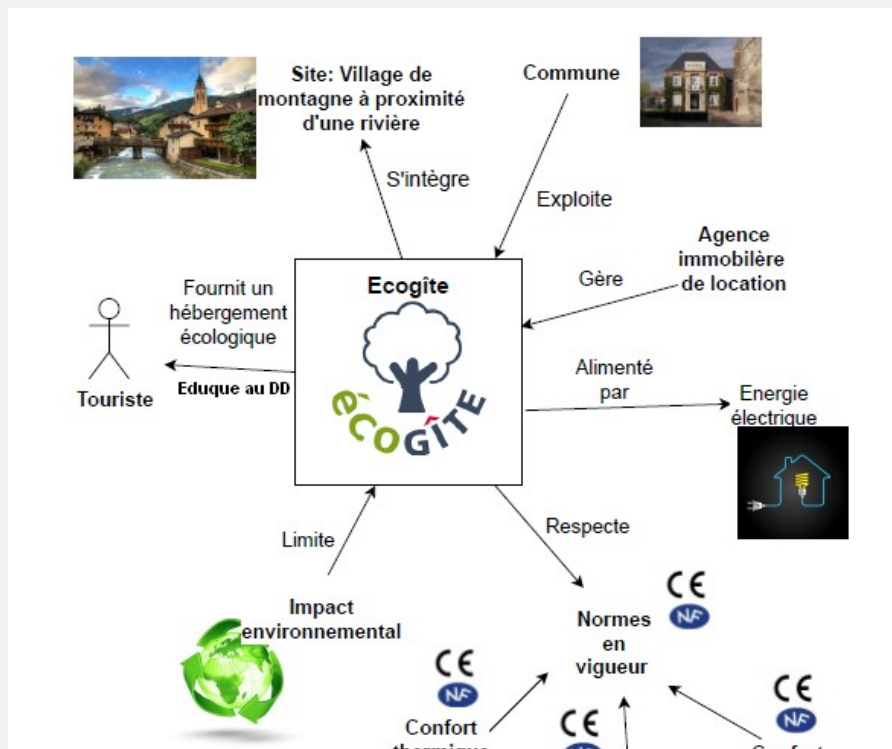 Site: Village de
montagne à proximité
d'une rivière
Commune
S'intègre
Exploite
Agence
immobilère
de location
Gère
Ecogîte
Fournit un
hébergement
écologique
Eduque au DD
Touriste
Alimenté
par
Energie
électrique
éCOGÎTE
Limite
Respecte
Impact
environnemental
CE
NF
Normes
en
vigueur
CE
NF
Confort
thermique
CE
CE
NF
Confort